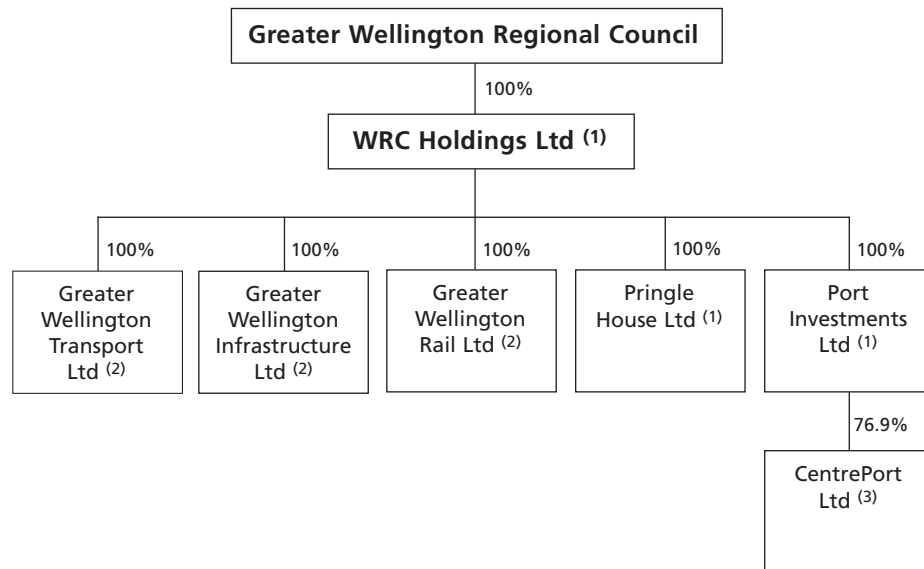 Greater Wellington Regional Council
100%
WRC Holdings Ltd (1)
100%
100%
100%
100%
100%
Greater
Wellington
Transport
Ltd (2)
Greater
Wellington
Infrastructure
Ltd (2)
Greater
Wellington
Rail Ltd (2)
Pringle
House Ltd (1)
Port
Investments
Ltd (1)
76.9%
CentrePort
Ltd (3)